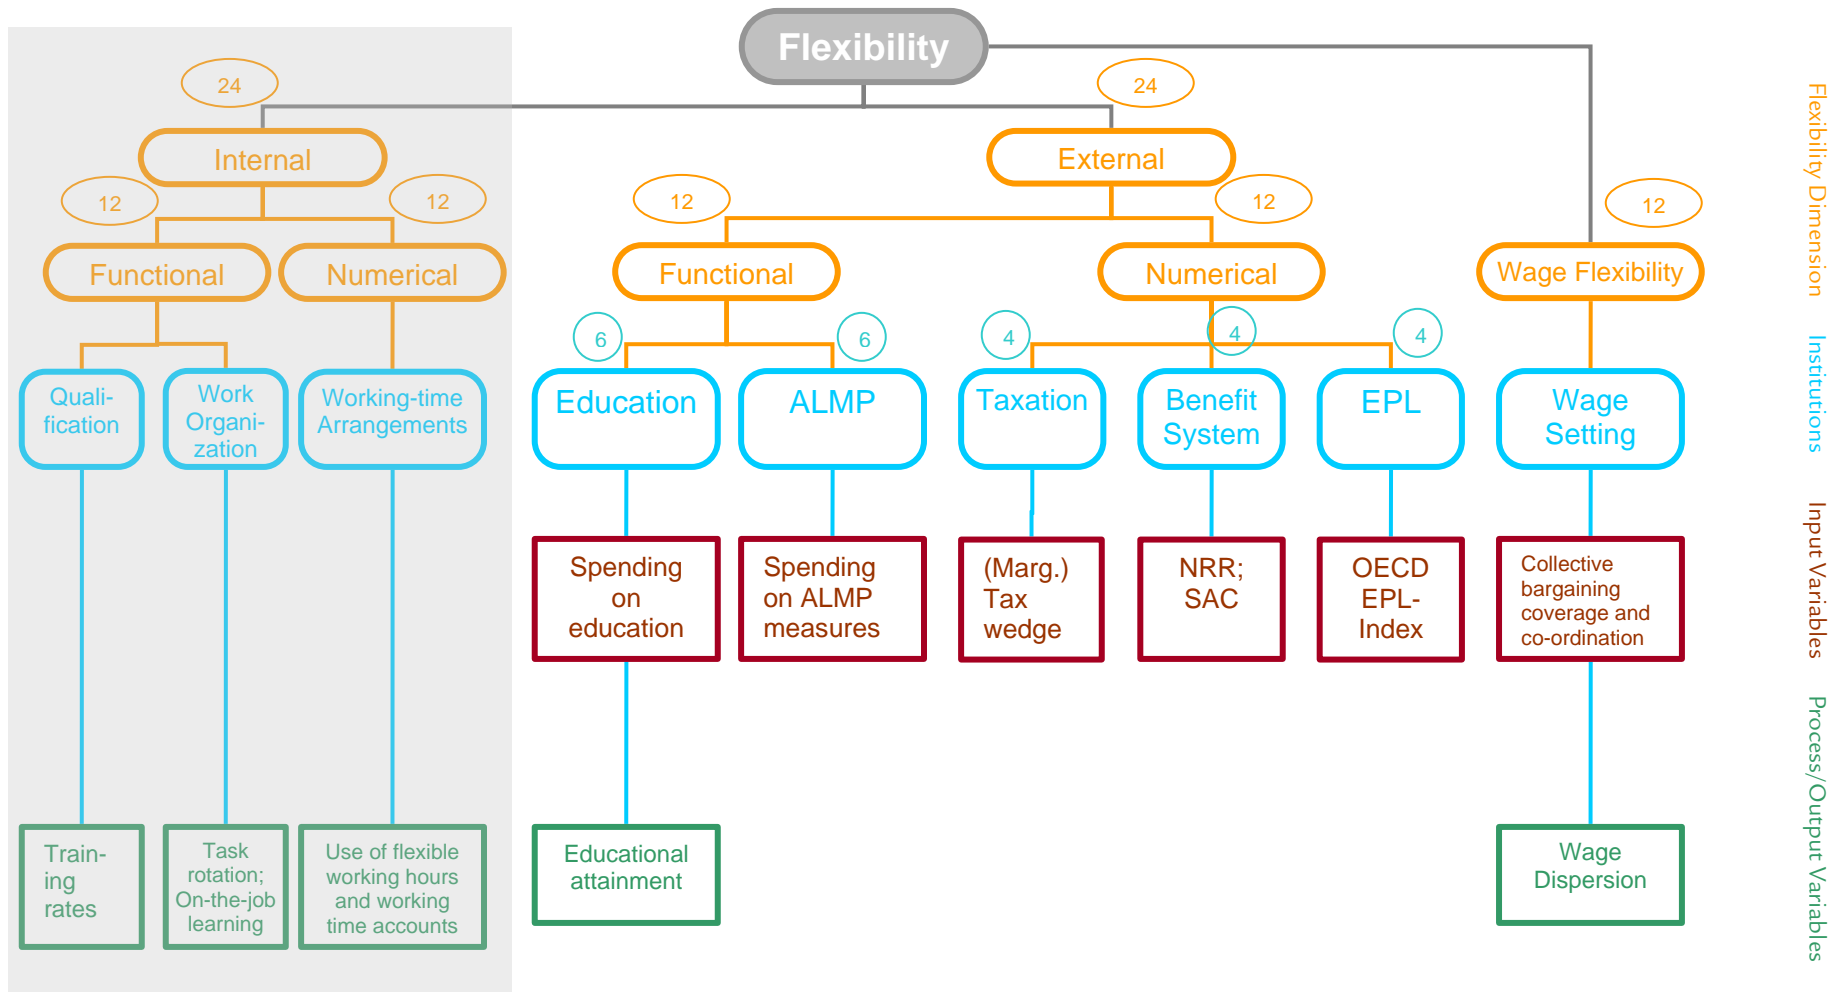 Flexibility
24
24
Internal
External
12
12
12
12
12
Functional
Numerical
Functional
Numerical
Wage Flexibility
6
6
4
4
4
Quali-
fication
Work
Organi-
zation
Working-time
Arrangements
Education
ALMP
Taxation
Benefit
System
EPL
Wage
Setting
Spending
on
education
Spending
on ALMP
measures
(Marg.)
Tax
wedge
NRR;
SAC
OECD
EPL-
Index
Collective
bargaining
coverage and
co-ordination
Train-
ing
rates
Task
rotation;
On-the-job
learning
Use of flexible
working hours
and working
time accounts
Educational
attainment
Wage
Dispersion
Flexibility Dimension
Institutions
Input Variables
Process/Output Variables